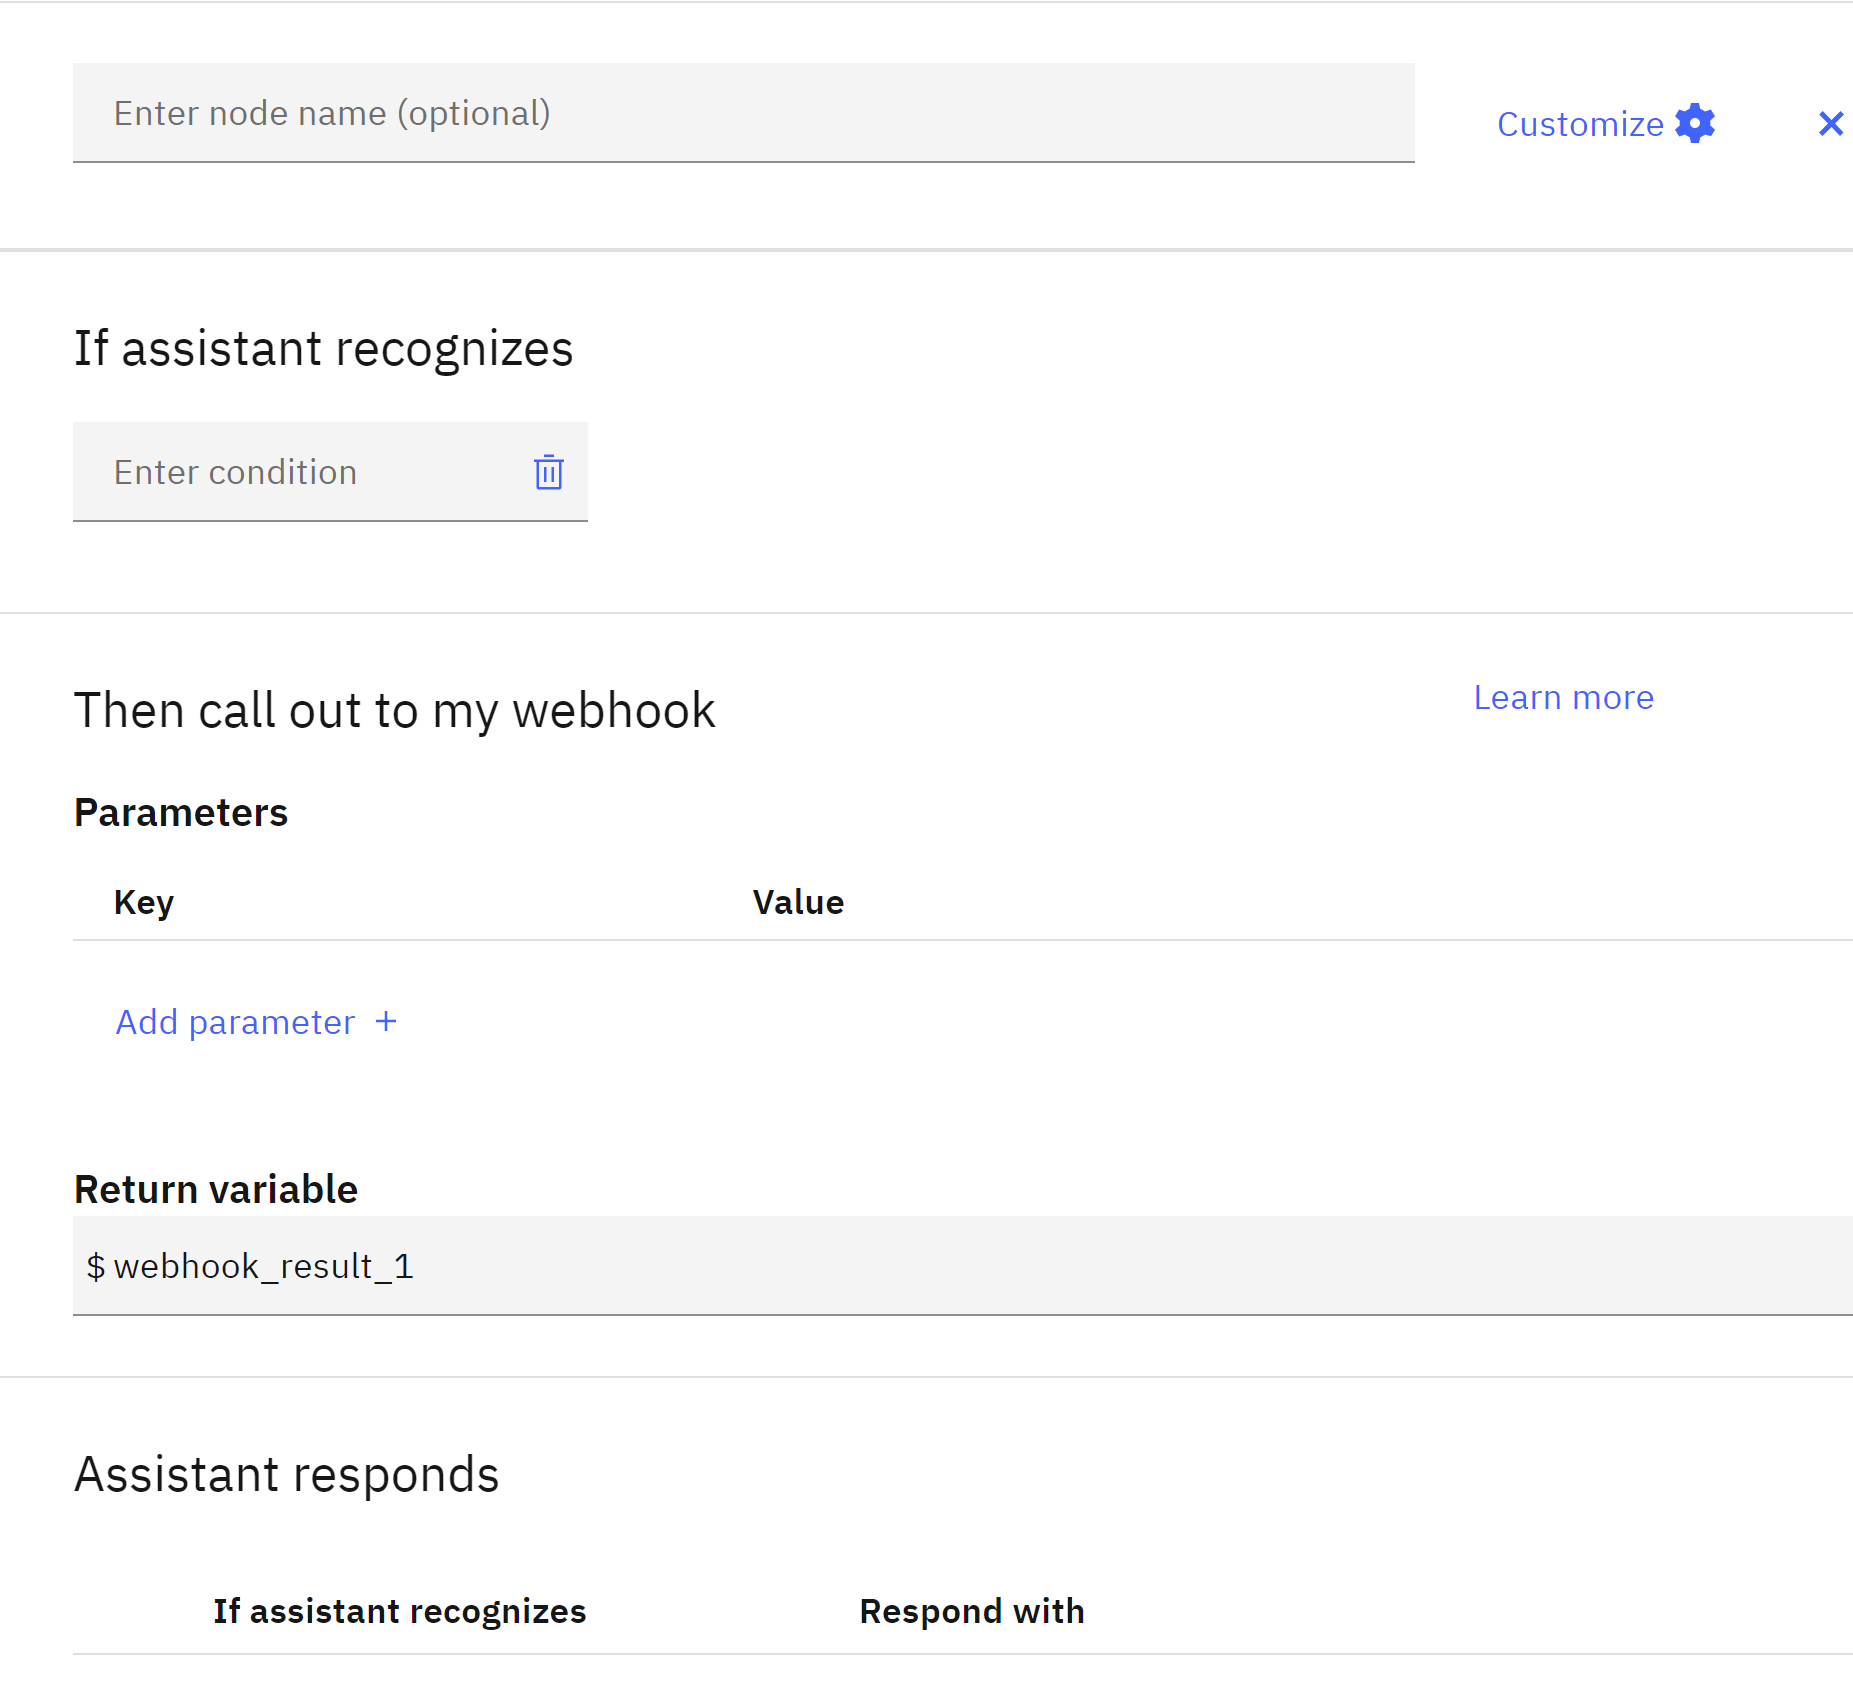 Enter node name (optional)
Customize
If assistant recognizes
Enter condition
Then call out to my webhook
Learn more
Parameters
Key Value
Add parameter +
Return variable
$ webhook_result_1
Assistant responds
If assistant recognizes Respond with